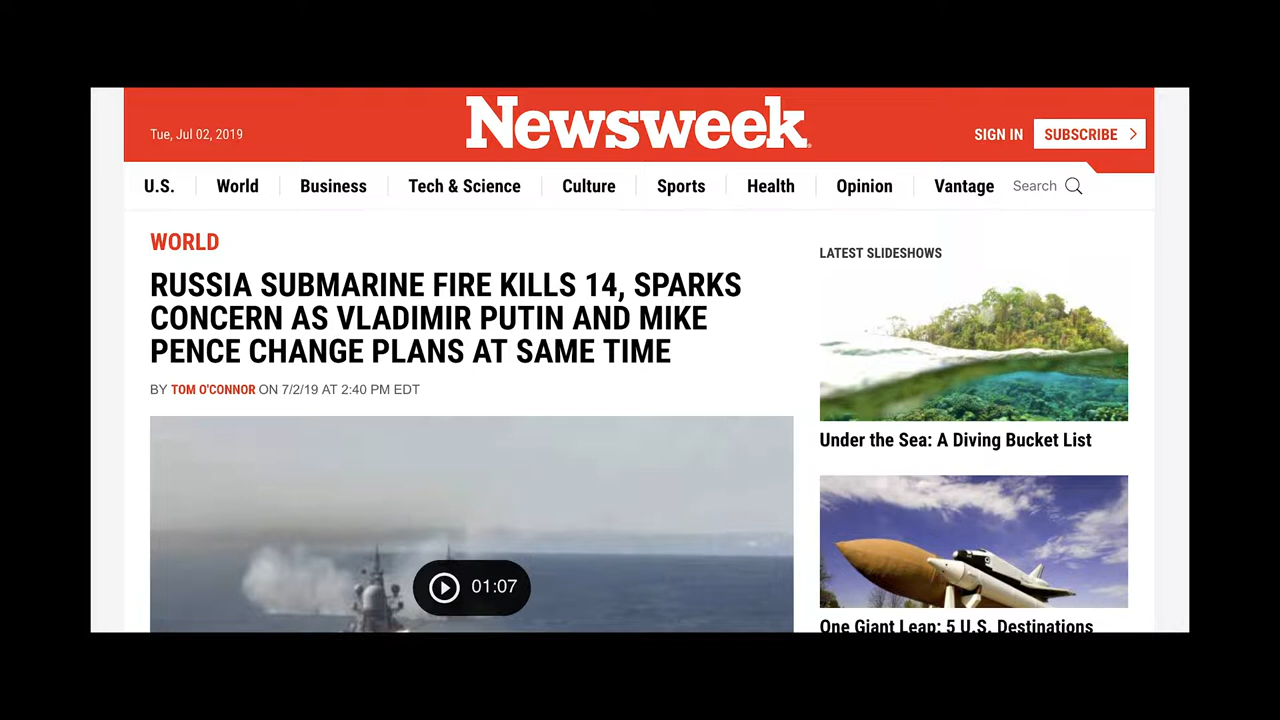 Newsweek
Tue, Jul 02, 2019
SIGN IN
SUBSCRIBE
U.S.
World
Business
Tech & Science
Culture
Sports
Health
Opinion
Vantage
Search
WORLD
RUSSIA SUBMARINE FIRE KILLS 14, SPARKS
CONCERN AS VLADIMIR PUTIN AND MIKE
PENCE CHANGE PLANS AT SAME TIME
BY TOM O'CONNOR ON 7/2/19 AT 2:40 PM EDT
01:07
LATEST SLIDESHOWS
Under the Sea: A Diving Bucket List
One Giant Leap: 5 U.S. Destinations